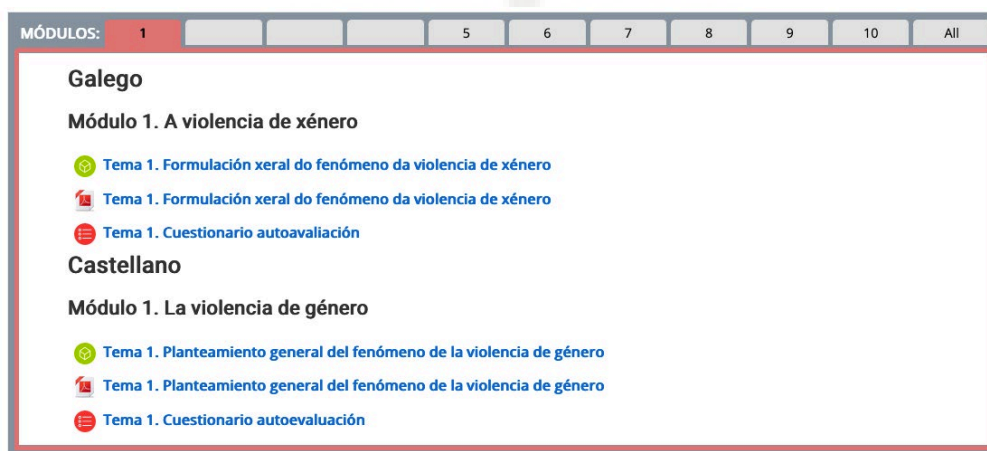 MÓDULOS: 1 5 6 7 8 9 10 All
Galego
Módulo 1. A violencia de xénero
Tema 1. Formulación xeral do fenómeno da violencia de xénero
Tema 1. Formulación xeral do fenómeno da violencia de xénero
Tema 1. Cuestionario autoavaliación
Castellano
Módulo 1. La violencia de género
Tema 1. Planteamiento general del fenómeno de la violencia de género
Tema 1. Planteamiento general del fenómeno de la violencia de género
Tema 1. Cuestionario autoevaluación